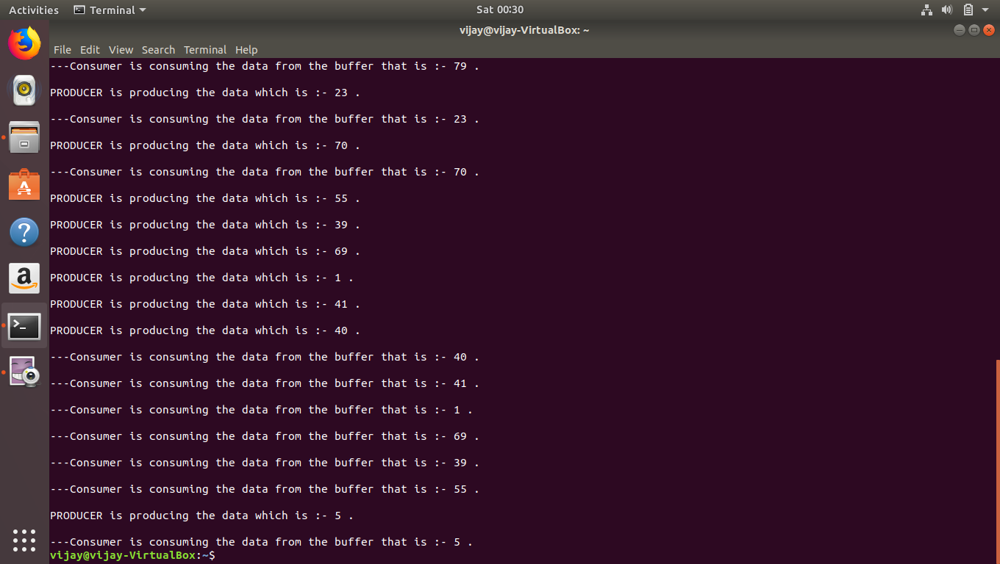 Activities Terminal Sat 00:30
vijay@vijay-VirtualBox: ~
File Edit View Search Terminal Help
---Consumer is consuming the data from the buffer that is :- 79 .
PRODUCER is producing the data which is :- 23 .
---Consumer is consuming the data from the buffer that is :- 23 .
PRODUCER is producing the data which is :- 70 .
---Consumer is consuming the data from the buffer that is :- 70 .
PRODUCER is producing the data which is :- 55 .
PRODUCER is producing the data which is :- 39 .
PRODUCER is producing the data which is :- 69 .
PRODUCER is producing the data which is :- 1 .
PRODUCER is producing the data which is :- 41 .
PRODUCER is producing the data which is :- 40 .
---Consumer is consuming the data from the buffer that is :- 40 .
---Consumer is consuming the data from the buffer that is :- 41 .
---Consumer is consuming the data from the buffer that is :- 1 .
---Consumer is consuming the data from the buffer that is :- 69 .
---Consumer is consuming the data from the buffer that is :- 39 .
---Consumer is consuming the data from the buffer that is :- 55 .
PRODUCER is producing the data which is :- 5 .
---Consumer is consuming the data from the buffer that is :- 5 .
vijay@vijay-VirtualBox:~$